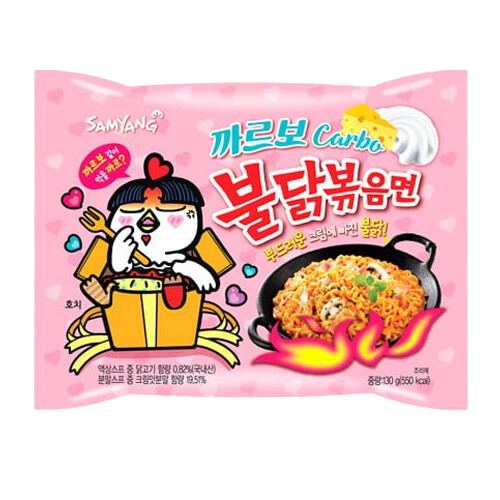 SAMYANG
까르보 Carbo
불닭볶음면
부드러운 크림에 빠진 불닭!
까르보 같이
먹을 까르?
호치
액상스프 중 닭고기 함량 0.82%(국내산)
분말스프 중 크림맛분말 함량 19.51%
조리예
중량:130 g(550 kcal)